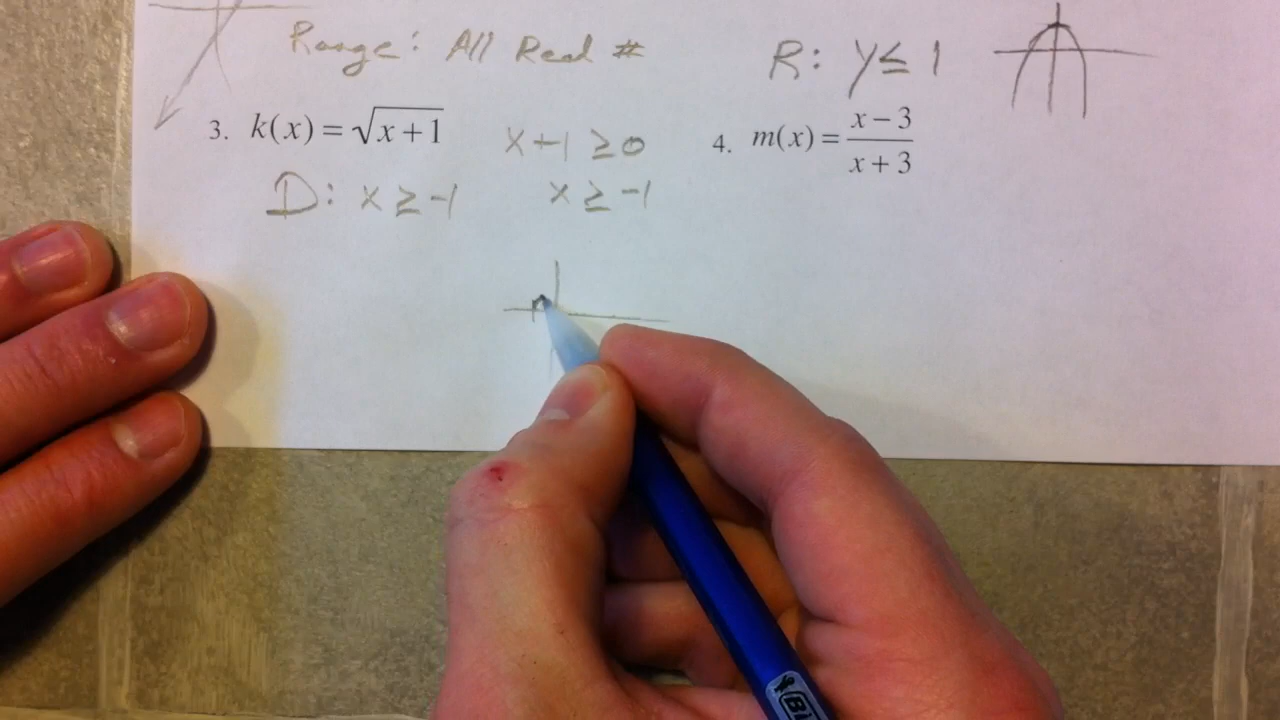 Range: All Real #
R: y ≤ 1
3. k(x) = √x + 1
x + 1 ≥ 0
D: x ≥ -1
x ≥ -1
4. m(x) = x − 3 / x + 3